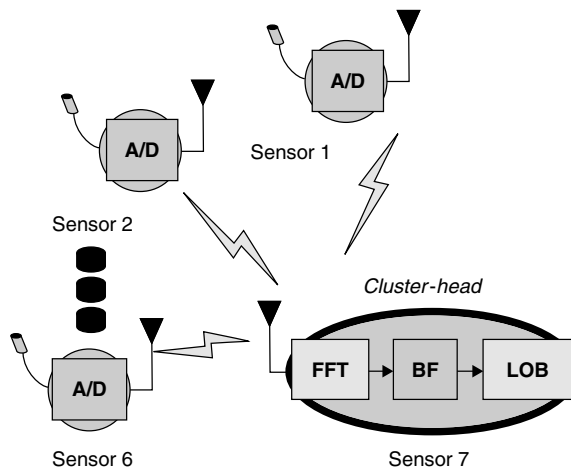 A/D
Sensor 1
A/D
Sensor 2
Cluster-head
A/D
FFT BF LOB
Sensor 6
Sensor 7